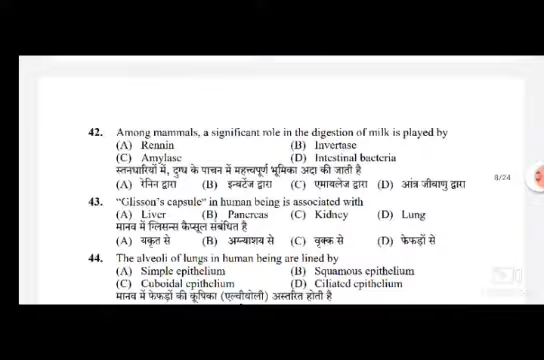 42. Among mammals, a significant role in the digestion of milk is played by
(A) Rennin (B) Invertase
(C) Amylase (D) Intestinal bacteria
स्तनधारियों में, दुग्ध के पाचन में महत्त्वपूर्ण भूमिका अदा की जाती है
(A) रेनिन द्वारा (B) इन्वर्टेज द्वारा (C) एमायलेज द्वारा (D) आंत्र जीवाणु द्वारा
8/24
43. “Glisson's capsule” in human being is associated with
(A) Liver (B) Pancreas (C) Kidney (D) Lung
मानव में ग्लिसन्स कैप्सूल संबंधित है
(A) यकृत से (B) अग्न्याशय से (C) वृक्क से (D) फेफड़ों से
44. The alveoli of lungs in human being are lined by
(A) Simple epithelium (B) Squamous epithelium
(C) Cuboidal epithelium (D) Ciliated epithelium
मानव में फेफड़ों की कूपिका (एल्वीयोली) अस्तरित होती है